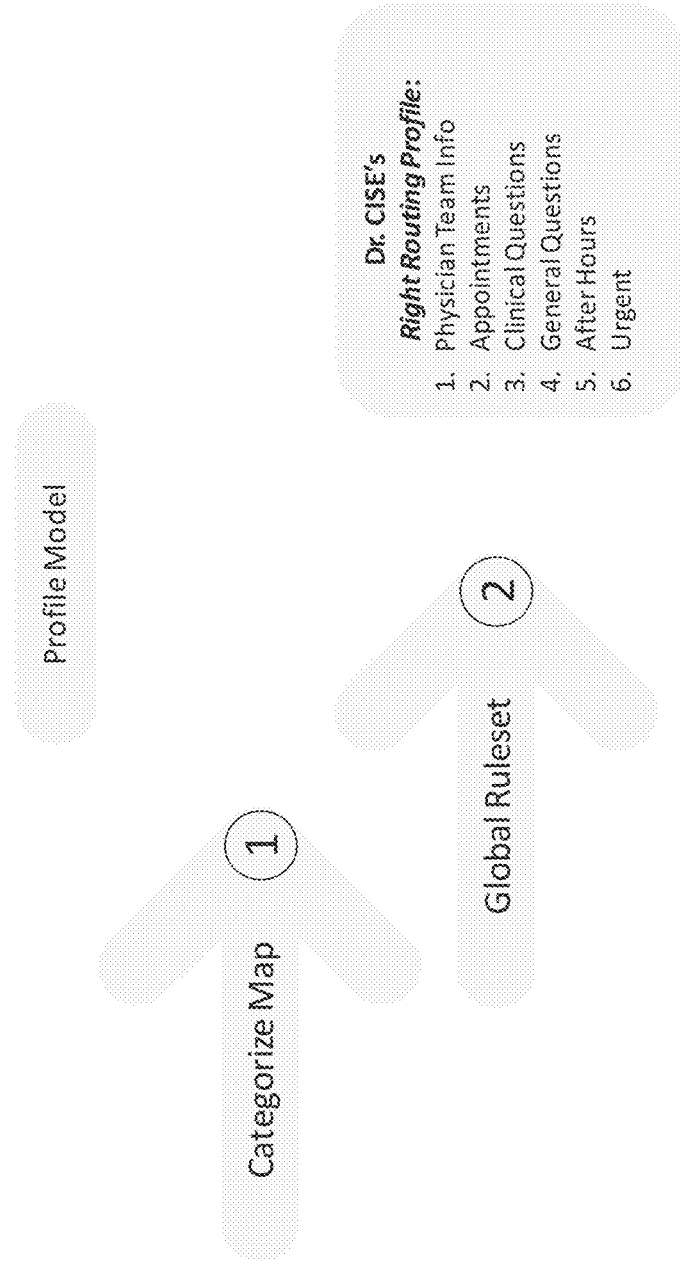 Profile Model
Categorize Map
1
Global Ruleset
2
Dr. CISE's
Right Routing Profile:
1. Physician Team Info
2. Appointments
3. Clinical Questions
4. General Questions
5. After Hours
6. Urgent